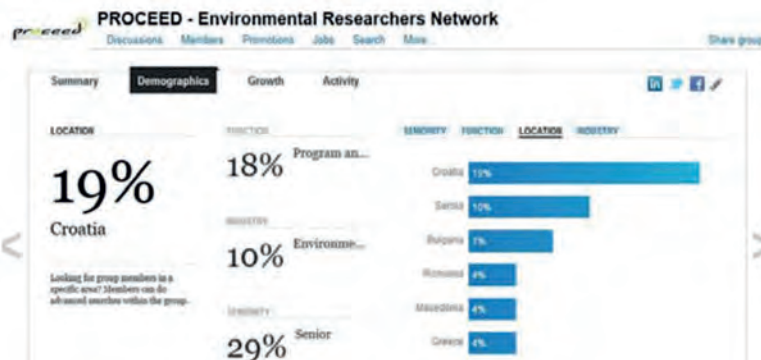 proceed
PROCEED - Environmental Researchers Network
Discussions Members Promotions Jobs Search More...
Share group
Summary Demographics Growth Activity
LOCATION
19%
Croatia
Looking for group members in a
specific area? Members can do
advanced searches within the group.
FUNCTION
18% Program an...
INDUSTRY
10% Environme...
SENIORITY
29% Senior
SENIORITY FUNCTION LOCATION INDUSTRY
Croatia 19%
Serbia 10%
Bulgaria 7%
Romania 4%
Macedonia 4%
Greece 4%